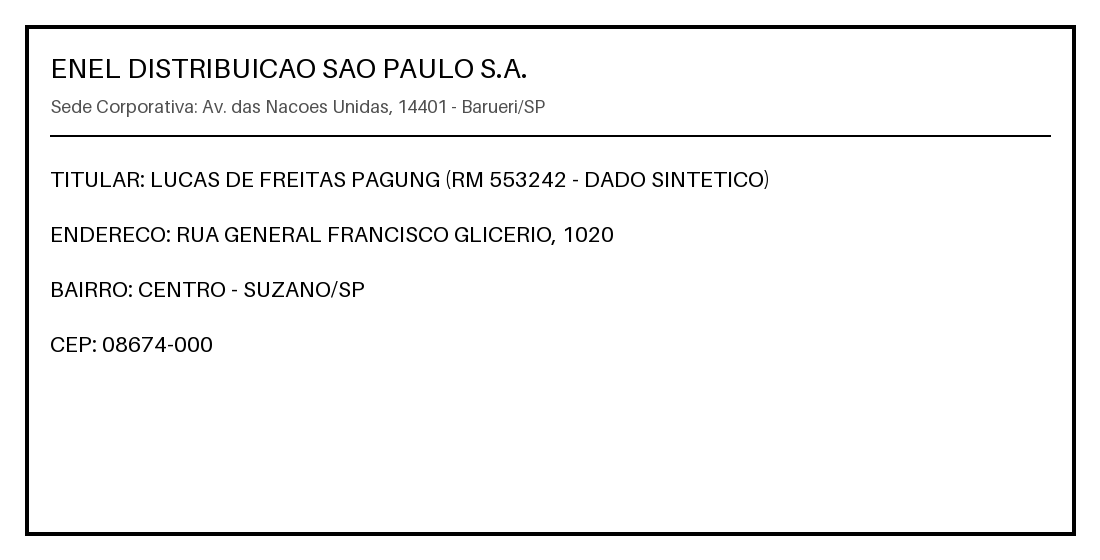 ENEL DISTRIBUICAO SAO PAULO S.A.
Sede Corporativa: Av. das Nacoes Unidas, 14401 - Barueri/SP
TITULAR: LUCAS DE FREITAS PAGUNG (RM 553242 - DADO SINTETICO)
ENDERECO: RUA GENERAL FRANCISCO GLICERIO, 1020
BAIRRO: CENTRO - SUZANO/SP
CEP: 08674-000